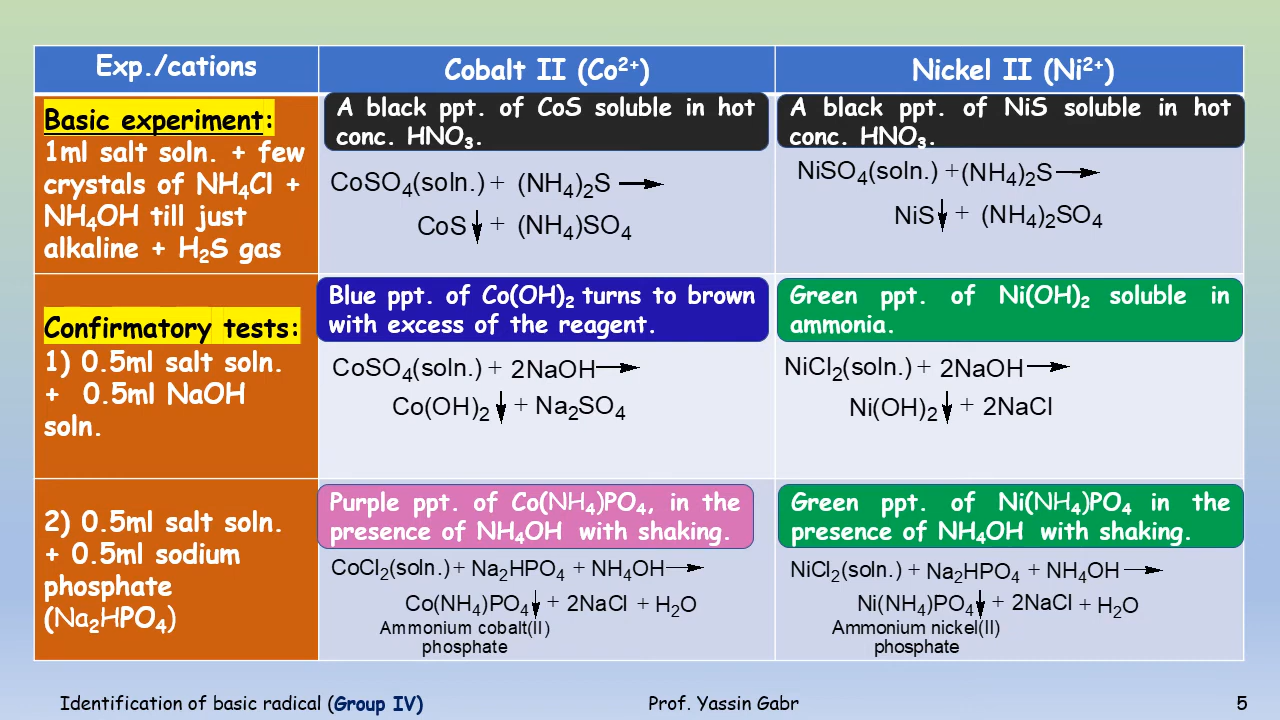 Exp./cations
Cobalt II (Co²⁺)
Nickel II (Ni²⁺)
Basic experiment:
1ml salt soln. + few
crystals of NH₄Cl +
NH₄OH till just
alkaline + H₂S gas
A black ppt. of CoS soluble in hot
conc. HNO₃.
CoSO₄(soln.) + (NH₄)₂S ⟶
CoS↓ + (NH₄)SO₄
A black ppt. of NiS soluble in hot
conc. HNO₃.
NiSO₄(soln.) + (NH₄)₂S ⟶
NiS↓ + (NH₄)₂SO₄
Confirmatory tests:
1) 0.5ml salt soln.
+ 0.5ml NaOH
soln.
Blue ppt. of Co(OH)₂ turns to brown
with excess of the reagent.
CoSO₄(soln.) + 2NaOH ⟶
Co(OH)₂↓ + Na₂SO₄
Green ppt. of Ni(OH)₂ soluble in
ammonia.
NiCl₂(soln.) + 2NaOH ⟶
Ni(OH)₂↓ + 2NaCl
2) 0.5ml salt soln.
+ 0.5ml sodium
phosphate
(Na₂HPO₄)
Purple ppt. of Co(NH₄)PO₄, in the
presence of NH₄OH with shaking.
CoCl₂(soln.) + Na₂HPO₄ + NH₄OH ⟶
Co(NH₄)PO₄↓ + 2NaCl + H₂O
Ammonium cobalt(II)
phosphate
Green ppt. of Ni(NH₄)PO₄ in the
presence of NH₄OH with shaking.
NiCl₂(soln.) + Na₂HPO₄ + NH₄OH ⟶
Ni(NH₄)PO₄↓ + 2NaCl + H₂O
Ammonium nickel(II)
phosphate
Identification of basic radical (Group IV)
Prof. Yassin Gabr
5